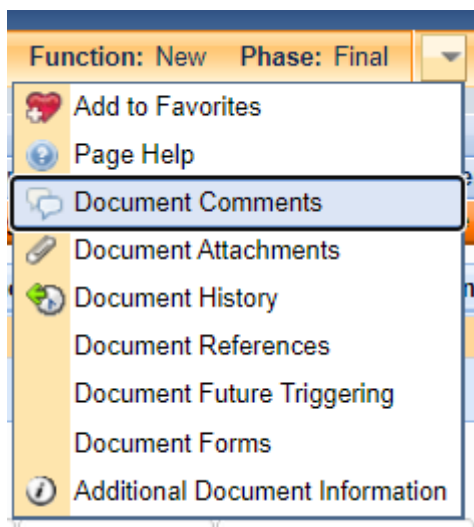 Function: New Phase: Final
Add to Favorites
Page Help
Document Comments
Document Attachments
Document History
Document References
Document Future Triggering
Document Forms
Additional Document Information